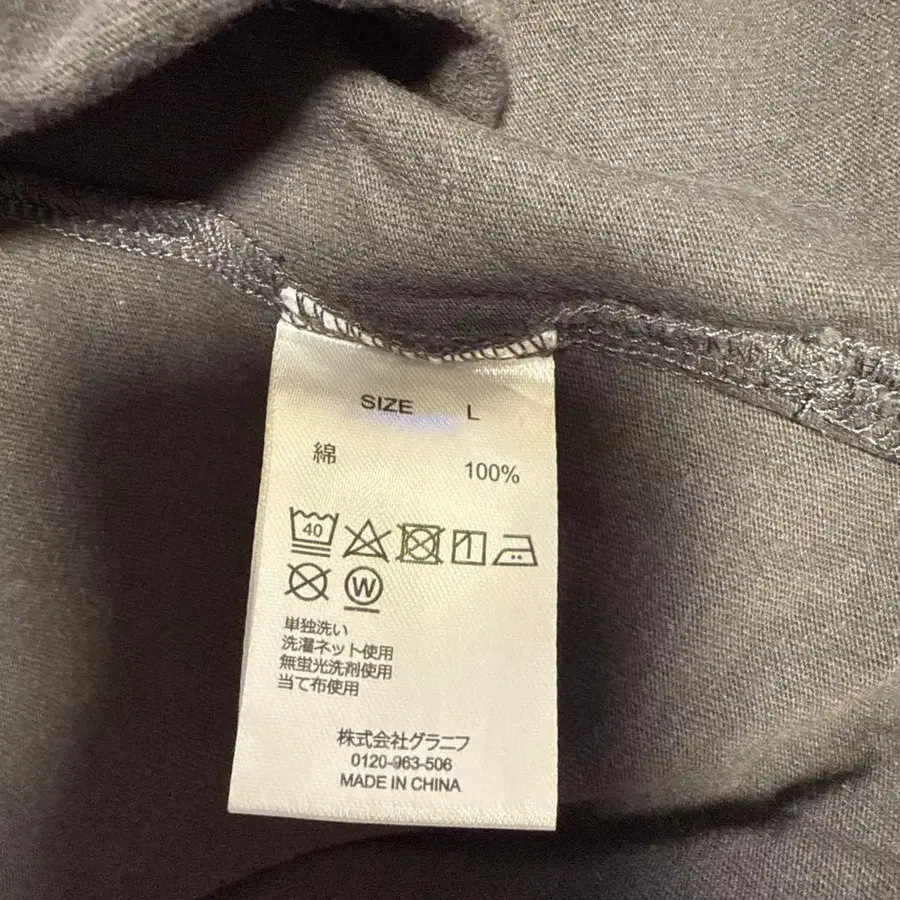 SIZE L
綿 100%
40
W
単独洗い
洗濯ネット使用
無蛍光洗剤使用
当て布使用
株式会社グラニフ
0120-963-506
MADE IN CHINA